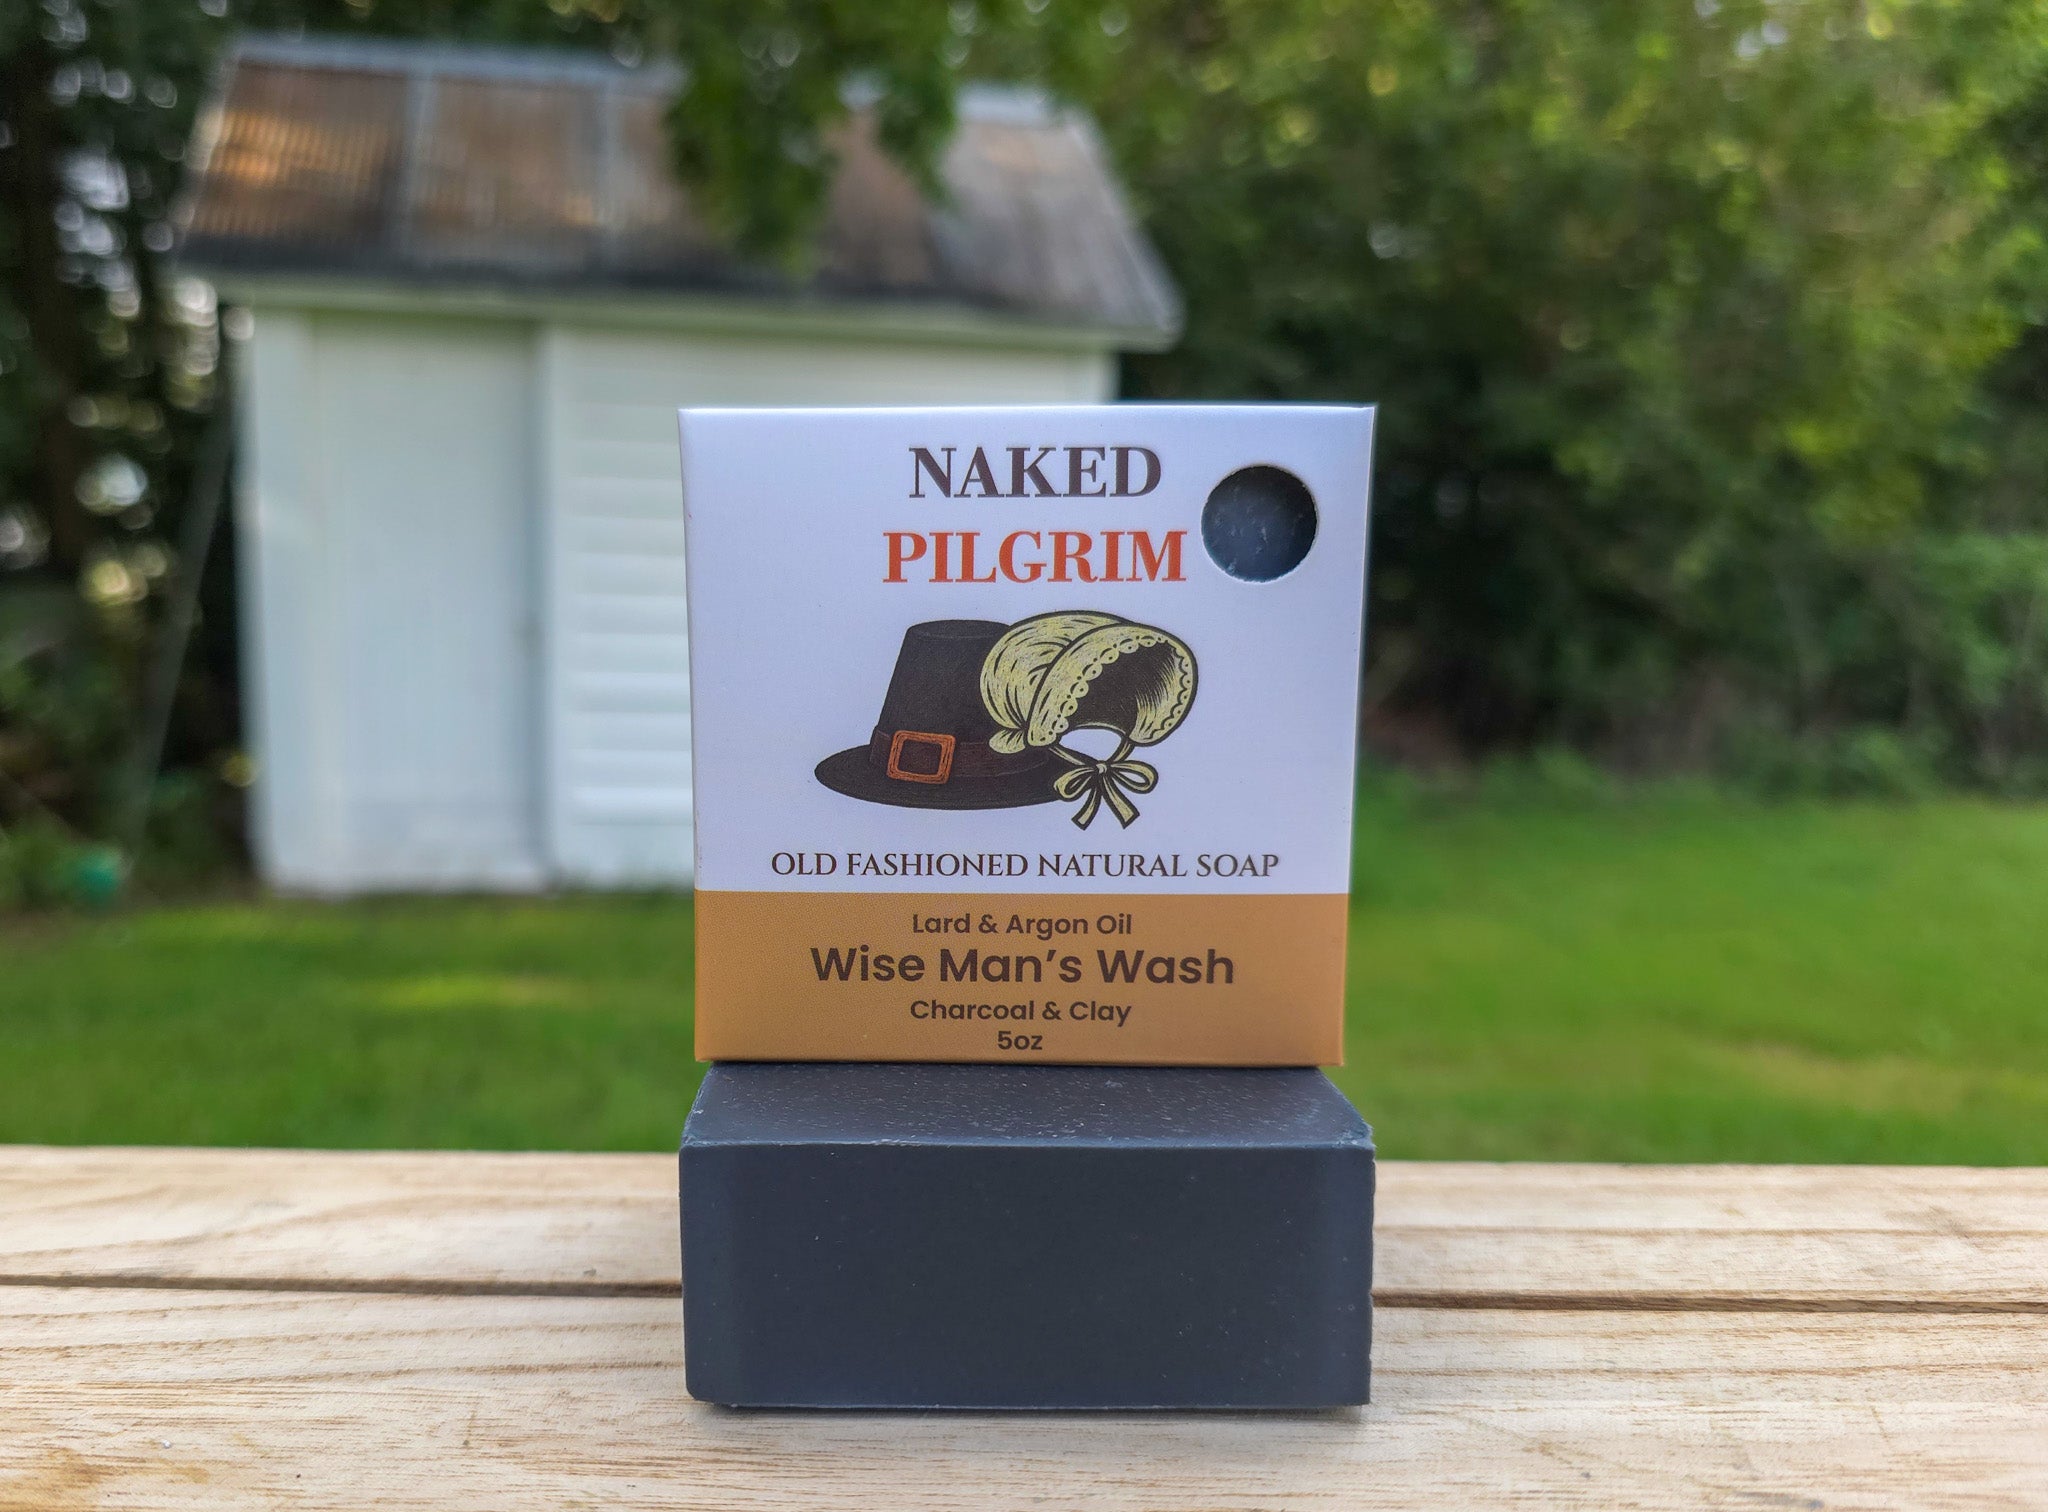 NAKED
PILGRIM
OLD FASHIONED NATURAL SOAP
Lard & Argon Oil
Wise Man's Wash
Charcoal & Clay
5oz